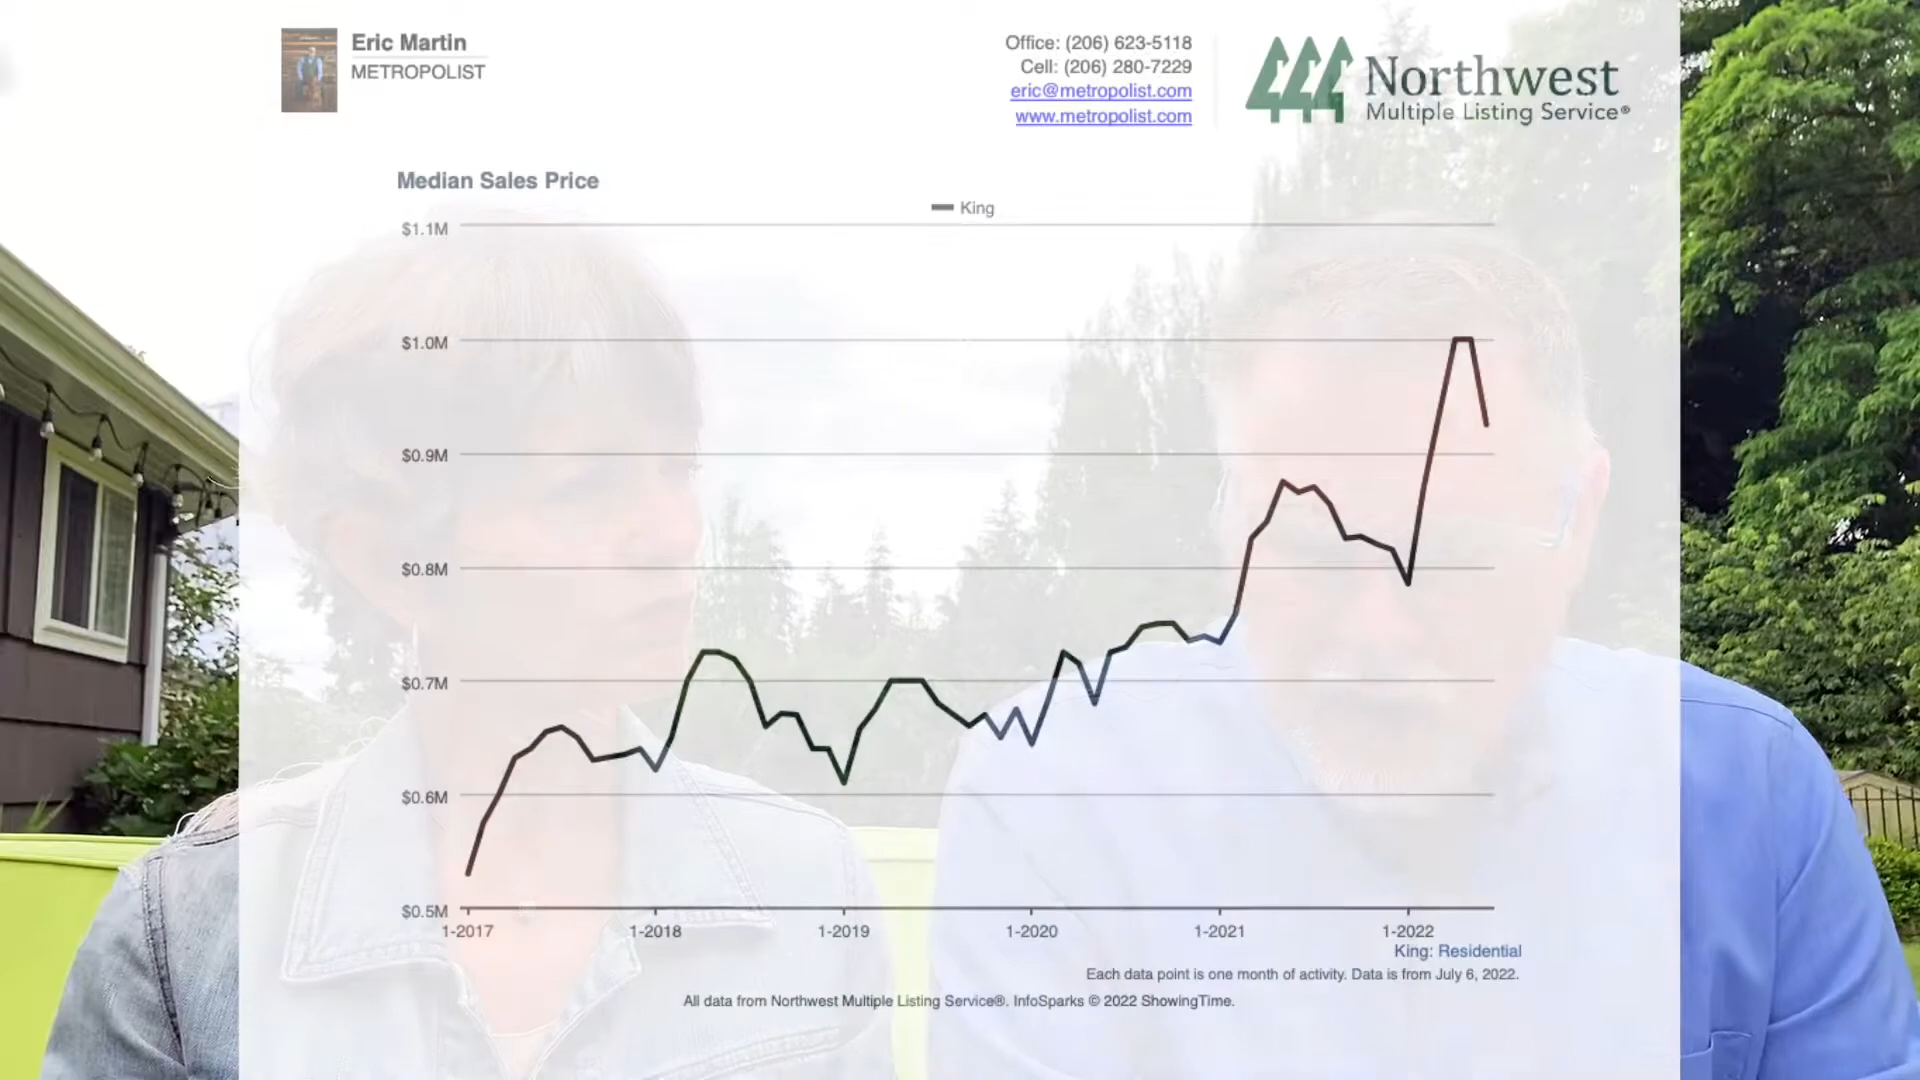 Eric Martin
METROPOLIST
Office: (206) 623-5118
Cell: (206) 280-7229
eric@metropolist.com
www.metropolist.com
Northwest
Multiple Listing Service®
Median Sales Price
King
$1.1M
$1.0M
$0.9M
$0.8M
$0.7M
$0.6M
$0.5M
1-2017 1-2018 1-2019 1-2020 1-2021 1-2022
King: Residential
Each data point is one month of activity. Data is from July 6, 2022.
All data from Northwest Multiple Listing Service®. InfoSparks © 2022 ShowingTime.